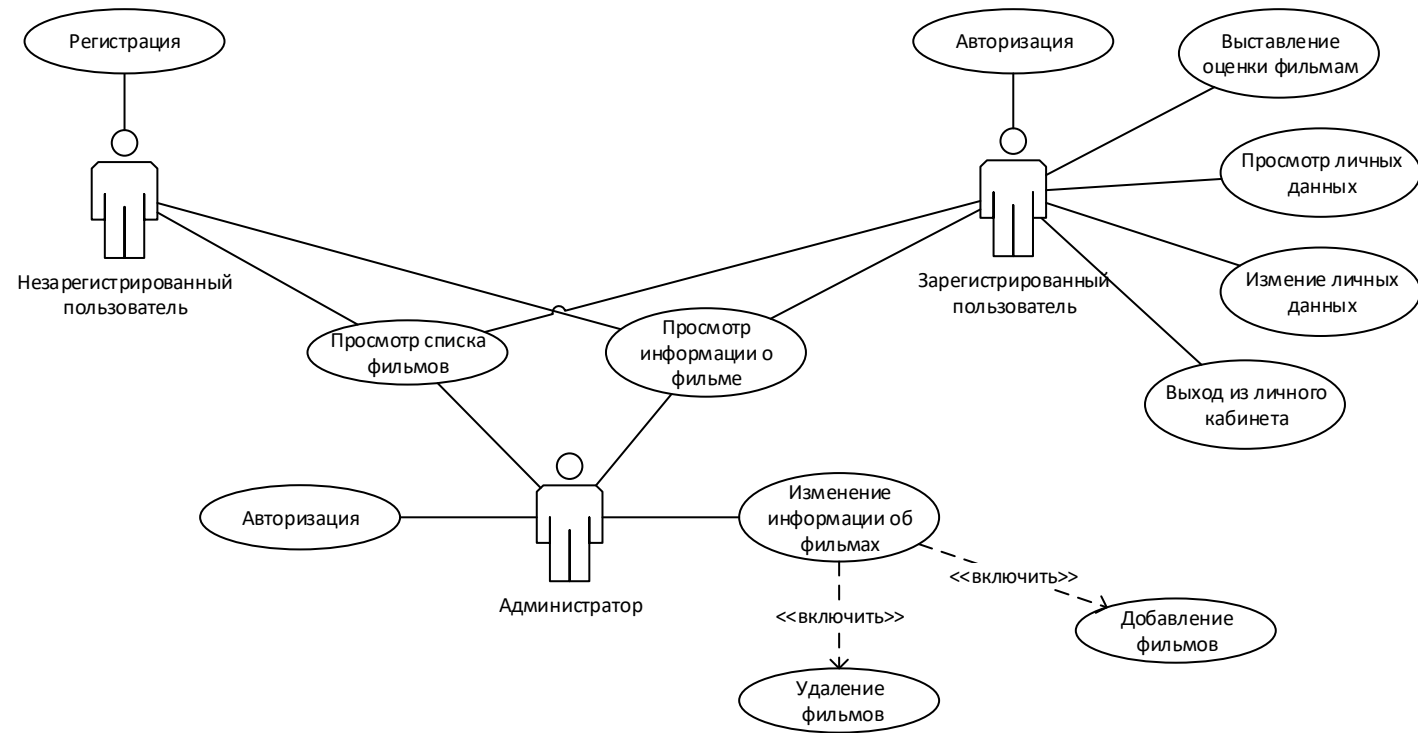 Регистрация
Авторизация
Выставление
оценки фильмам
Просмотр личных
данных
Незарегистрированный
пользователь
Зарегистрированный
пользователь
Измение личных
данных
Просмотр списка
фильмов
Просмотр
информации о
фильме
Выход из личного
кабинета
Авторизация
Администратор
Изменение
информации об
фильмах
<<включить>>
<<включить>>
Добавление
фильмов
Удаление
фильмов